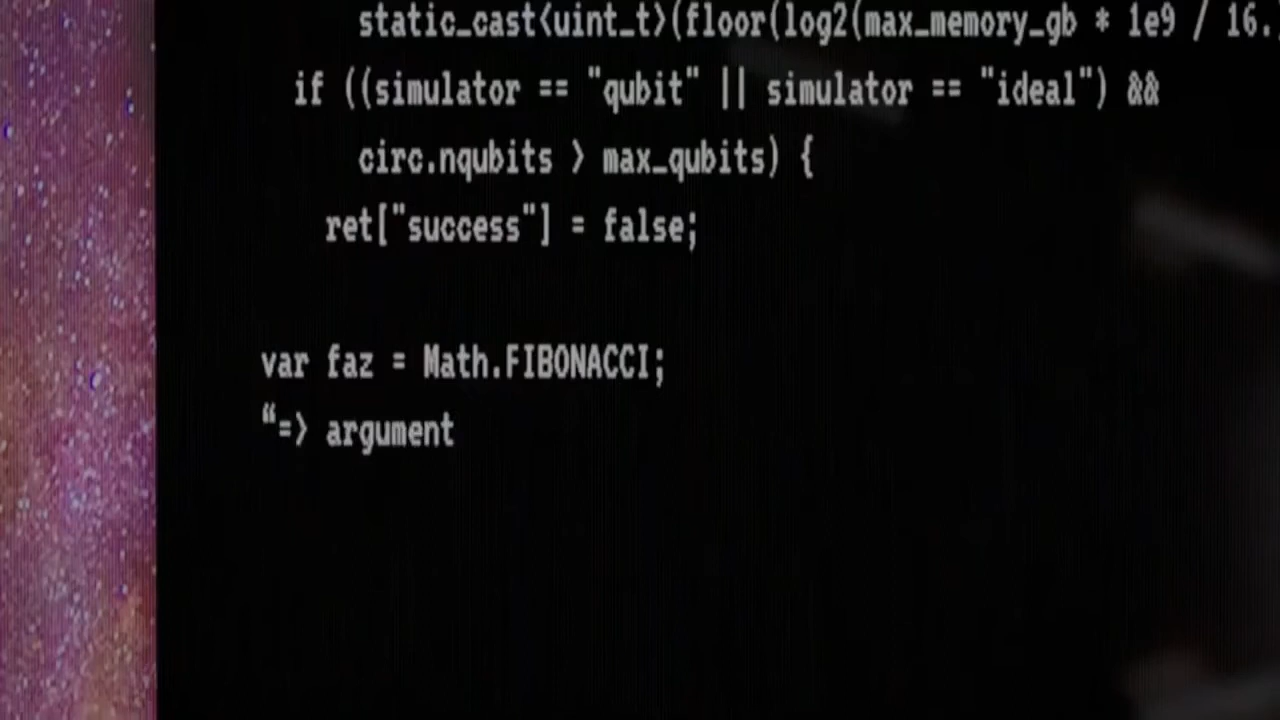 static_cast<uint_t>(floor(log2(max_memory_gb * 1e9 / 16.
if ((simulator == "qubit" || simulator == "ideal") &&
circ.nqubits > max_qubits) {
ret["success"] = false;
var faz = Math.FIBONACCI;
“=> argument